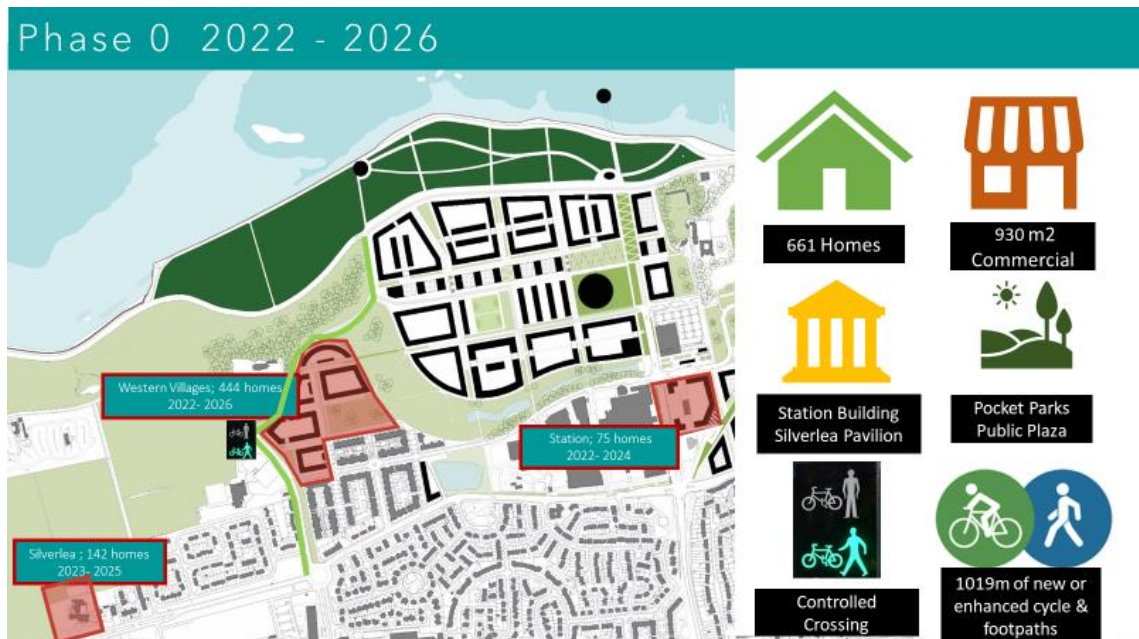 Phase 0 2022 - 2026
Western Villages; 444 homes
2022- 2026
Station; 75 homes
2022- 2024
Silverlea ; 142 homes
2023- 2025
661 Homes
930 m2
Commercial
Station Building
Silverlea Pavilion
Pocket Parks
Public Plaza
Controlled
Crossing
1019m of new or
enhanced cycle &
footpaths